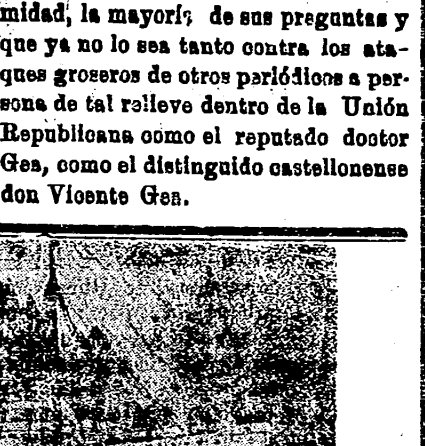 midad, la mayoría de sus preguntas y
que ya no lo sea tanto contra los ata-
ques groseros de otros periódicos a per-
sona de tal relieve dentro de la Unión
Republicana como el reputado doctor
Gea, como el distinguido castellonense
don Vicente Gea.